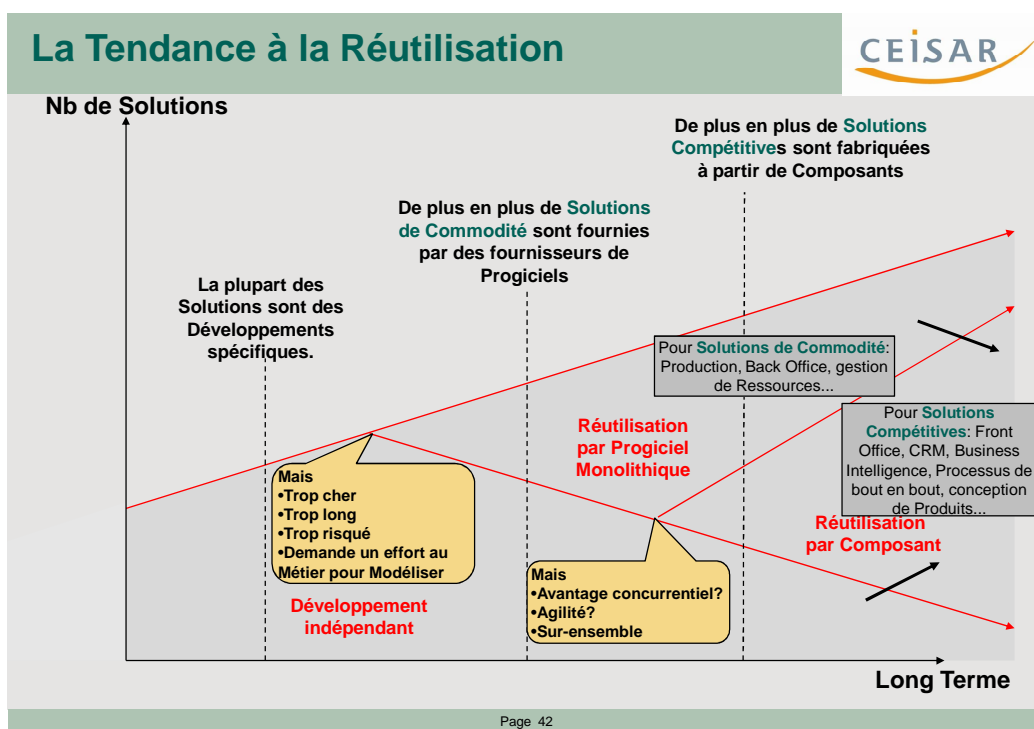 La Tendance à la Réutilisation
CEISAR
Nb de Solutions
De plus en plus de Solutions
Compétitives sont fabriquées
à partir de Composants
De plus en plus de Solutions
de Commodité sont fournies
par des fournisseurs de
Progiciels
La plupart des
Solutions sont des
Développements
spécifiques.
Pour Solutions de Commodité:
Production, Back Office, gestion
de Ressources...
Pour Solutions
Compétitives: Front
Office, CRM, Business
Intelligence, Processus de
bout en bout, conception
de Produits...
Réutilisation
par Progiciel
Monolithique
Mais
•Trop cher
•Trop long
•Trop risqué
•Demande un effort au
Métier pour Modéliser
Réutilisation
par Composant
Mais
•Avantage concurrentiel?
•Agilité?
•Sur-ensemble
Développement
indépendant
Long Terme
Page 42